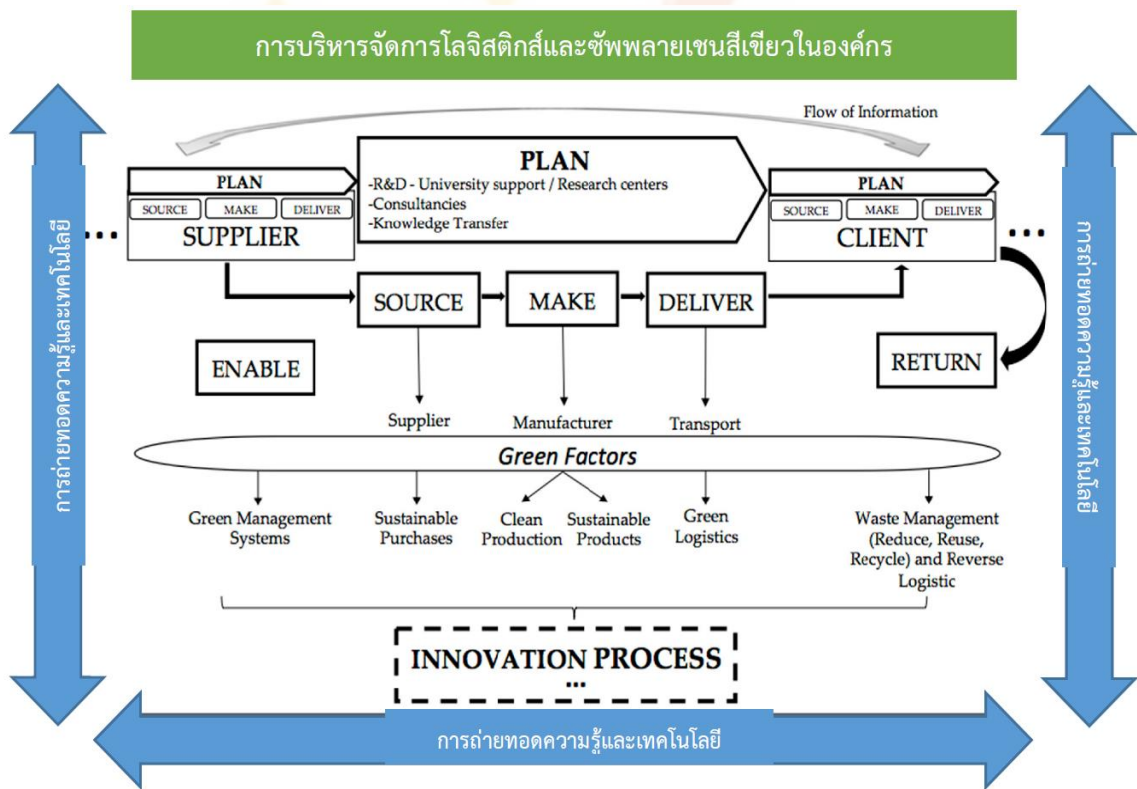 การบริหารจัดการโลจิสติกส์และซัพพลายเชนสีเขียวในองค์กร
Flow of Information
PLAN
-R&D - University support / Research centers
-Consultancies
-Knowledge Transfer
PLAN
SOURCE MAKE DELIVER
SUPPLIER
...
PLAN
SOURCE MAKE DELIVER
CLIENT
...
SOURCE MAKE DELIVER
ENABLE
RETURN
Supplier Manufacturer Transport
Green Factors
Green Management
Systems
Sustainable
Purchases
Clean
Production
Sustainable
Products
Green
Logistics
Waste Management
(Reduce, Reuse,
Recycle) and Reverse
Logistic
INNOVATION PROCESS
...
การถ่ายทอดความรู้และเทคโนโลยี
การถ่ายทอดความรู้และเทคโนโลยี
การถ่ายทอดความรู้และเทคโนโลยี